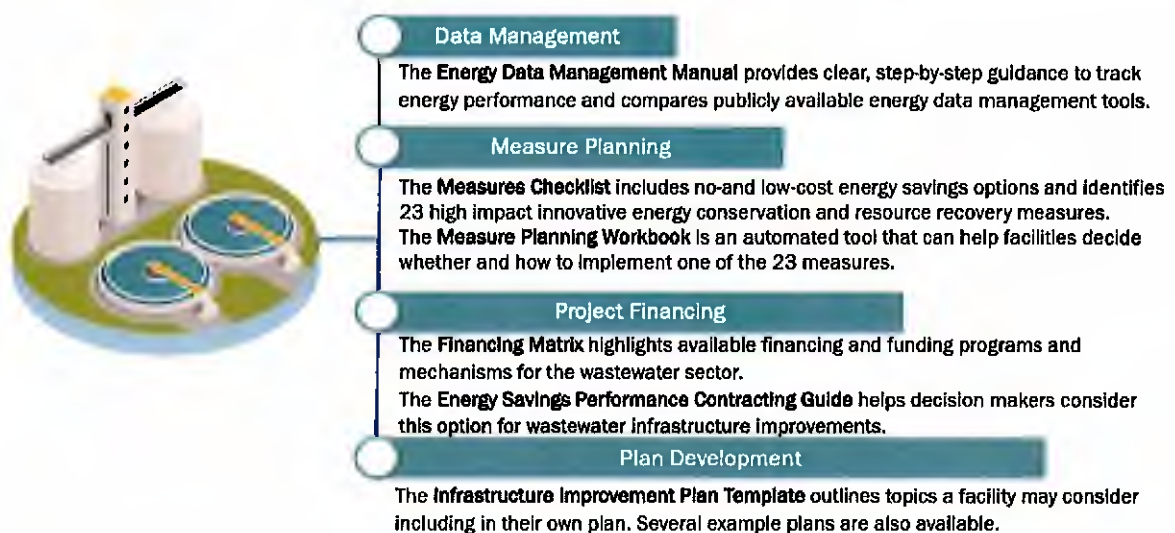 Data Management
The Energy Data Management Manual provides clear, step-by-step guidance to track
energy performance and compares publicly available energy data management tools.
Measure Planning
The Measures Checklist includes no-and low-cost energy savings options and identifies
23 high impact innovative energy conservation and resource recovery measures.
The Measure Planning Workbook is an automated tool that can help facilities decide
whether and how to implement one of the 23 measures.
Project Financing
The Financing Matrix highlights available financing and funding programs and
mechanisms for the wastewater sector.
The Energy Savings Performance Contracting Guide helps decision makers consider
this option for wastewater infrastructure improvements.
Plan Development
The Infrastructure Improvement Plan Template outlines topics a facility may consider
including in their own plan. Several example plans are also available.